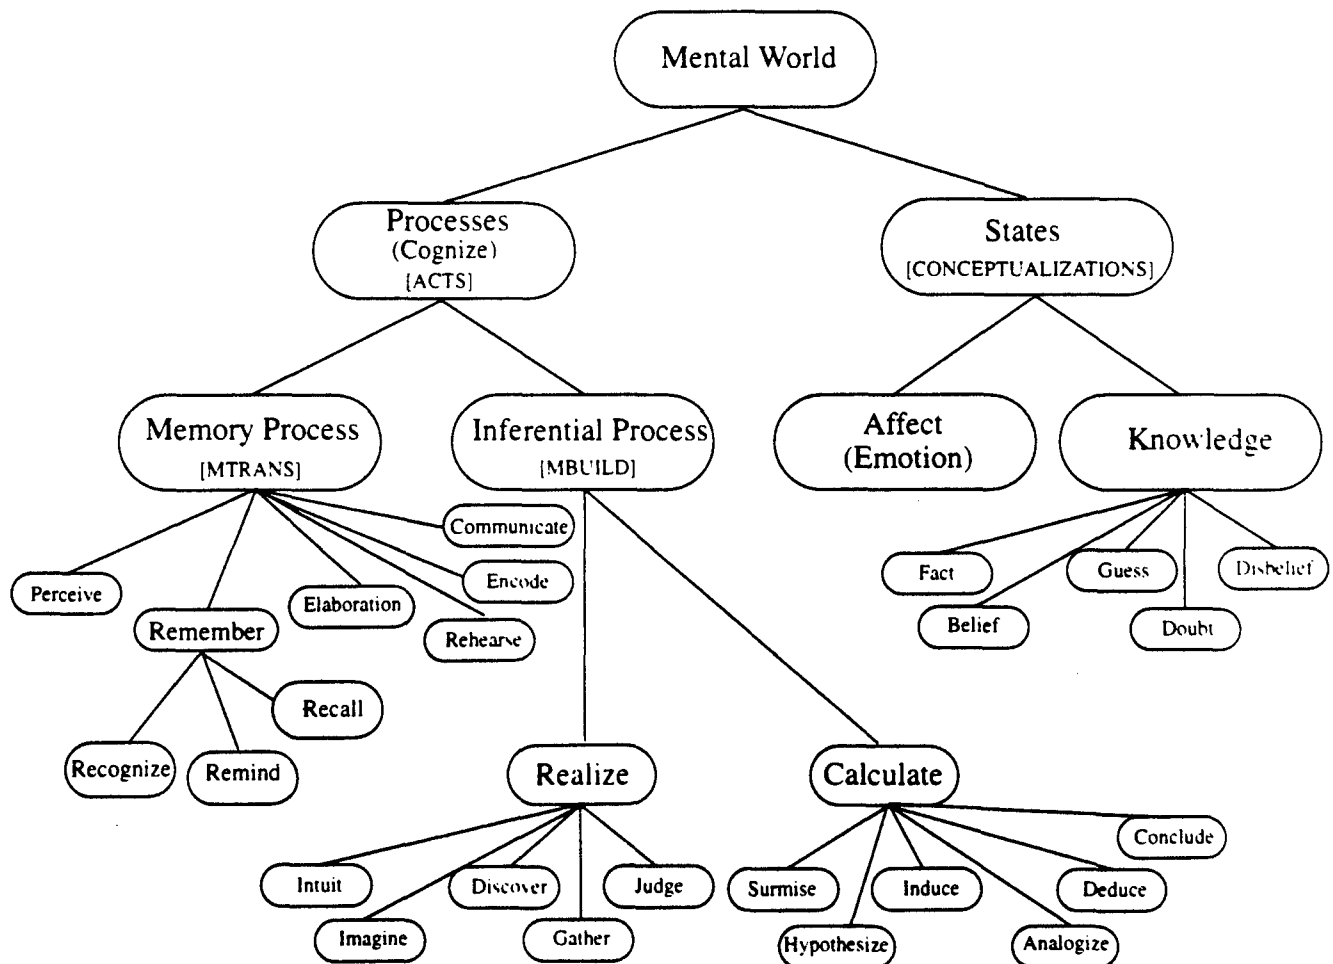 Mental World
Processes
(Cognize)
[ACTS]
States
[CONCEPTUALIZATIONS]
Memory Process
[MTRANS]
Inferential Process
[MBUILD]
Affect
(Emotion)
Knowledge
Communicate
Encode
Perceive
Elaboration
Remember
Rehearse
Fact
Guess
Disbelief
Belief
Doubt
Recall
Recognize
Remind
Realize
Calculate
Conclude
Intuit
Discover
Judge
Surmise
Induce
Deduce
Imagine
Gather
Hypothesize
Analogize